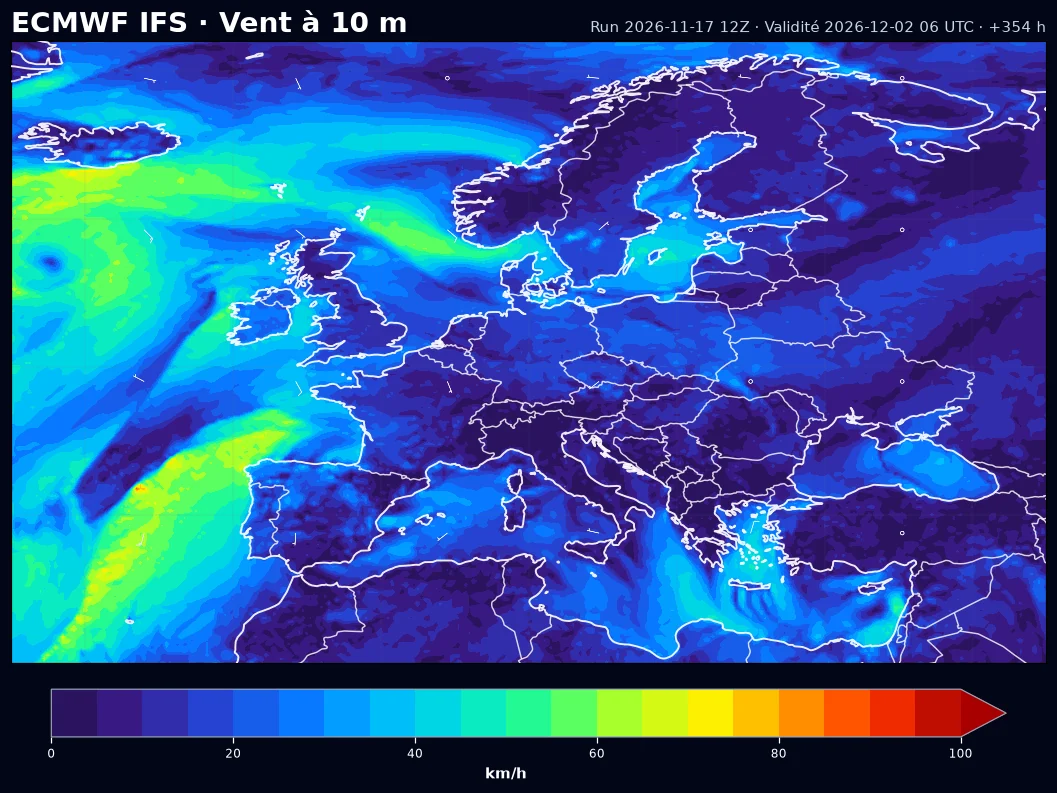 ECMWF IFS · Vent à 10 m
Run 2026-11-17 12Z · Validité 2026-12-02 06 UTC · +354 h
0 20 40 60 80 100
km/h